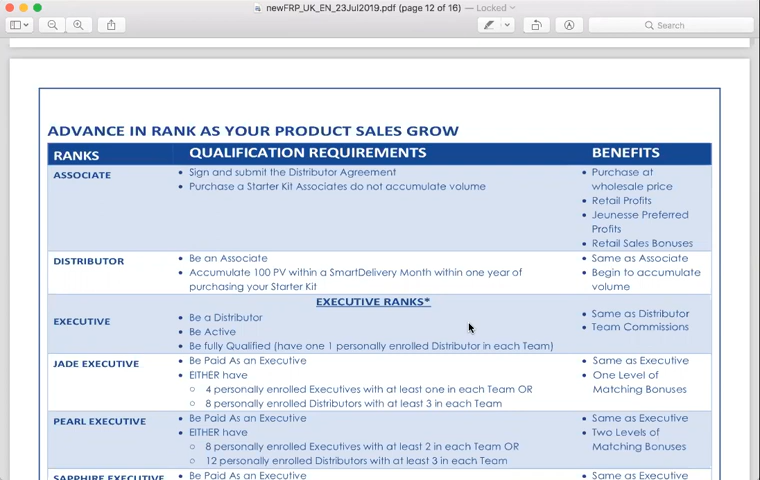 newFRP_UK_EN_23Jul2019.pdf (page 12 of 16) — Locked
Search
ADVANCE IN RANK AS YOUR PRODUCT SALES GROW
RANKS QUALIFICATION REQUIREMENTS BENEFITS
ASSOCIATE
• Sign and submit the Distributor Agreement
• Purchase a Starter Kit Associates do not accumulate volume
• Purchase at
wholesale price
• Retail Profits
• Jeunesse Preferred
Profits
• Retail Sales Bonuses
DISTRIBUTOR
• Be an Associate
• Accumulate 100 PV within a SmartDelivery Month within one year of
purchasing your Starter Kit
• Same as Associate
• Begin to accumulate
volume
EXECUTIVE RANKS*
EXECUTIVE
• Be a Distributor
• Be Active
• Be fully Qualified (have one 1 personally enrolled Distributor in each Team)
• Same as Distributor
• Team Commissions
JADE EXECUTIVE
• Be Paid As an Executive
• EITHER have
○ 4 personally enrolled Executives with at least one in each Team OR
○ 8 personally enrolled Distributors with at least 3 in each Team
• Same as Executive
• One Level of
Matching Bonuses
PEARL EXECUTIVE
• Be Paid As an Executive
• EITHER have
○ 8 personally enrolled Executives with at least 2 in each Team OR
○ 12 personally enrolled Distributors with at least 3 in each Team
• Same as Executive
• Two Levels of
Matching Bonuses
SAPPHIRE EXECUTIVE
• Be Paid As an Executive
• Same as Executive